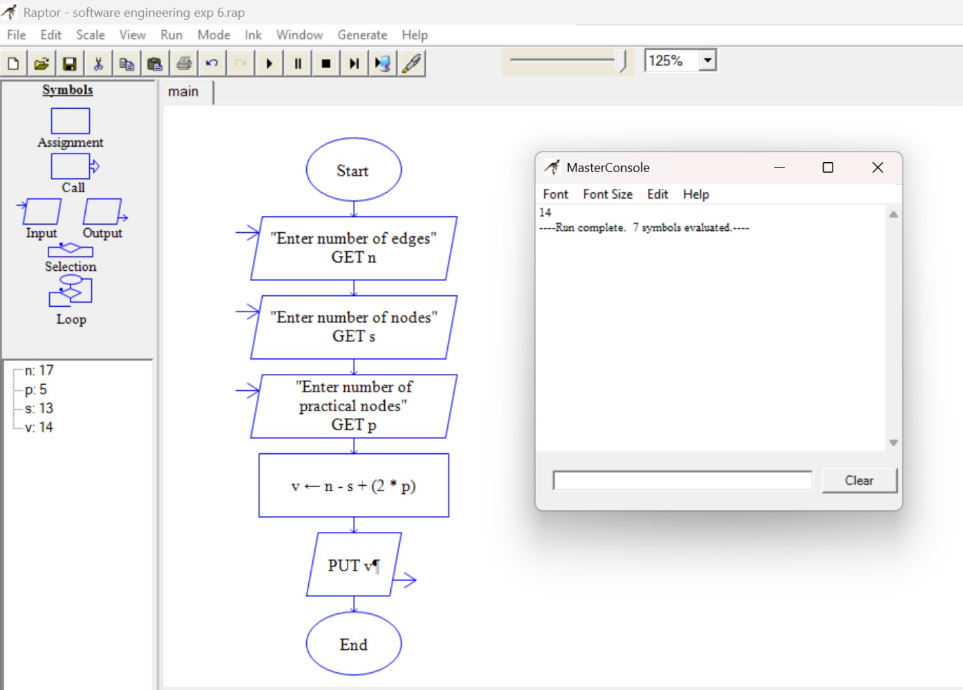 Raptor - software engineering exp 6.rap
File Edit Scale View Run Mode Ink Window Generate Help
125%
Symbols
Assignment
Call
Input Output
Selection
Loop
n: 17
p: 5
s: 13
v: 14
main
Start
"Enter number of edges"
GET n
"Enter number of nodes"
GET s
"Enter number of
practical nodes"
GET p
v ← n - s + (2 * p)
PUT v¶
End
MasterConsole
Font Font Size Edit Help
14
----Run complete. 7 symbols evaluated.----
Clear